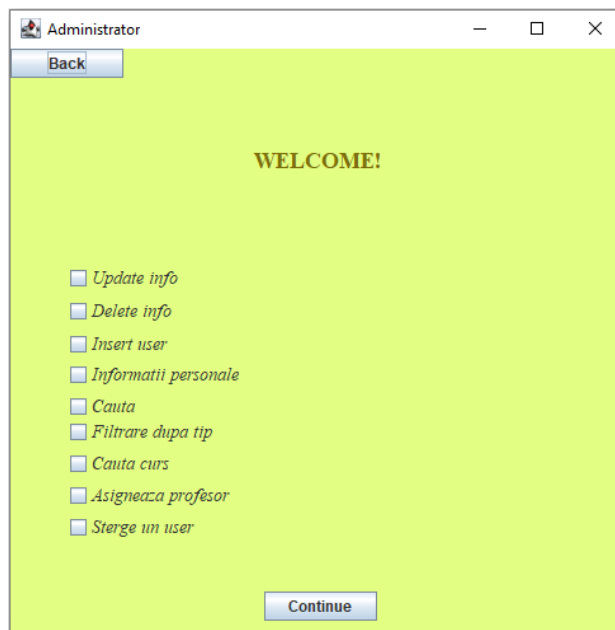 Administrator
Back
WELCOME!
Update info
Delete info
Insert user
Informatii personale
Cauta
Filtrare dupa tip
Cauta curs
Asigneaza profesor
Sterge un user
Continue